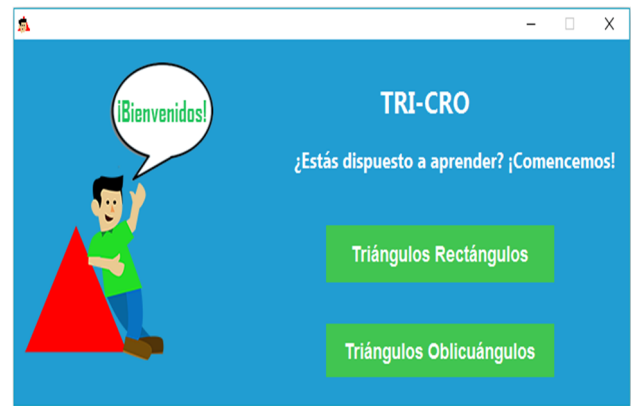 ¡Bienvenidos!
TRI-CRO
¿Estás dispuesto a aprender? ¡Comencemos!
Triángulos Rectángulos
Triángulos Oblicuángulos